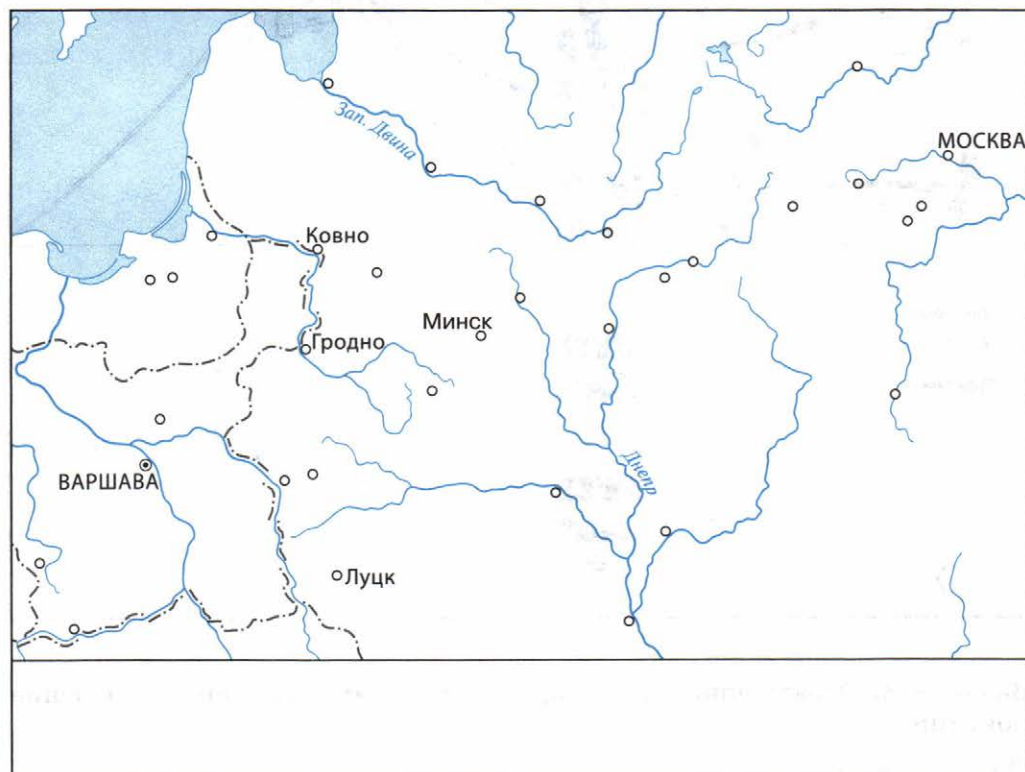 Зап. Двина
МОСКВА
Ковно
Минск
Гродно
Днепр
ВАРШАВА
Луцк